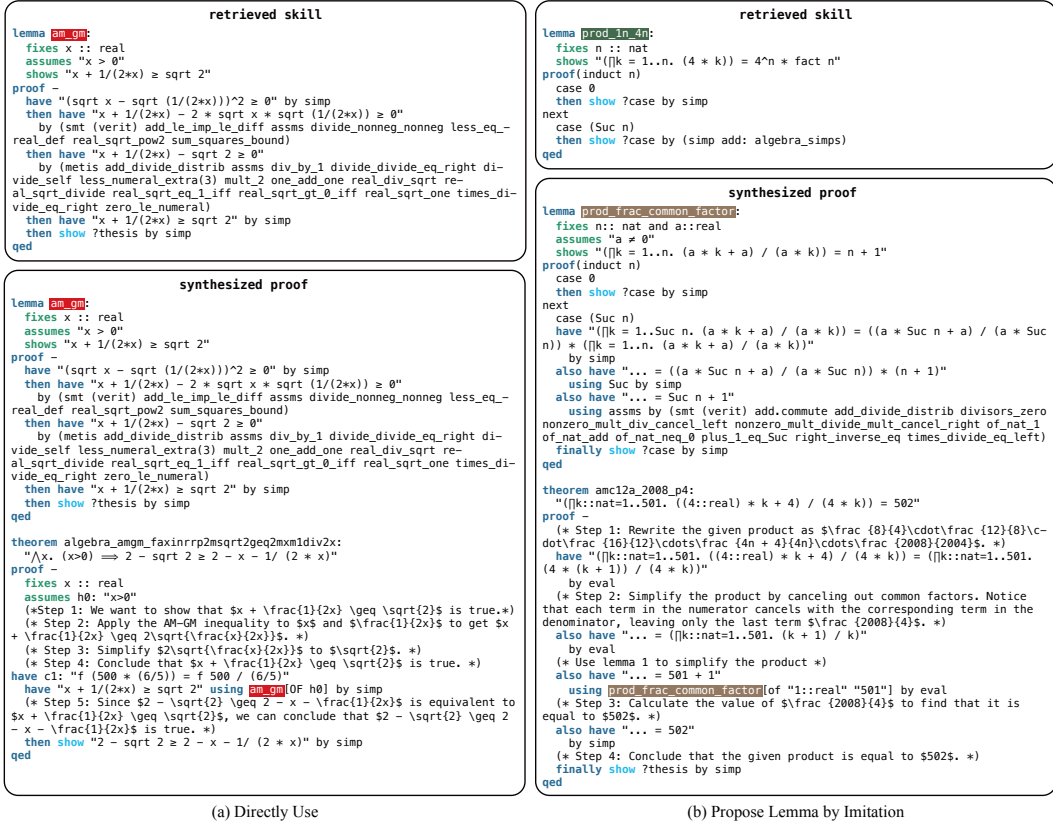 retrieved skill
lemma am_gm:
fixes x :: real
assumes "x > 0"
shows "x + 1/(2*x) ≥ sqrt 2"
proof -
have "(sqrt x - sqrt (1/(2*x)))^2 ≥ 0" by simp
then have "x + 1/(2*x) - 2 * sqrt x * sqrt (1/(2*x)) ≥ 0"
by (smt (verit) add_le_imp_le_diff assms divide_nonneg_nonneg less_eq_-
real_def real_sqrt_pow2 sum_squares_bound)
then have "x + 1/(2*x) - sqrt 2 ≥ 0"
by (metis add_divide_distrib assms div_by_1 divide_divide_eq_right di-
vide_self less_numeral_extra(3) mult_2 one_add_one real_div_sqrt re-
al_sqrt_divide real_sqrt_eq_1_iff real_sqrt_gt_0_iff real_sqrt_one times_di-
vide_eq_right zero_le_numeral)
then have "x + 1/(2*x) ≥ sqrt 2" by simp
then show ?thesis by simp
qed
synthesized proof
lemma am_gm:
fixes x :: real
assumes "x > 0"
shows "x + 1/(2*x) ≥ sqrt 2"
proof -
have "(sqrt x - sqrt (1/(2*x)))^2 ≥ 0" by simp
then have "x + 1/(2*x) - 2 * sqrt x * sqrt (1/(2*x)) ≥ 0"
by (smt (verit) add_le_imp_le_diff assms divide_nonneg_nonneg less_eq_-
real_def real_sqrt_pow2 sum_squares_bound)
then have "x + 1/(2*x) - sqrt 2 ≥ 0"
by (metis add_divide_distrib assms div_by_1 divide_divide_eq_right di-
vide_self less_numeral_extra(3) mult_2 one_add_one real_div_sqrt re-
al_sqrt_divide real_sqrt_eq_1_iff real_sqrt_gt_0_iff real_sqrt_one times_di-
vide_eq_right zero_le_numeral)
then have "x + 1/(2*x) ≥ sqrt 2" by simp
then show ?thesis by simp
qed
theorem algebra_amgm_faxinrrp2msqrt2geq2mxm1div2x:
"⋀x. (x>0) ⟹ 2 - sqrt 2 ≥ 2 - x - 1/ (2 * x)"
proof -
fixes x :: real
assumes h0: "x>0"
(*Step 1: We want to show that $x + \frac{1}{2x} \geq \sqrt{2}$ is true.*)
(* Step 2: Apply the AM-GM inequality to $x$ and $\frac{1}{2x}$ to get $x
+ \frac{1}{2x} \geq 2\sqrt{\frac{x}{2x}}$. *)
(* Step 3: Simplify $2\sqrt{\frac{x}{2x}}$ to $\sqrt{2}$. *)
(* Step 4: Conclude that $x + \frac{1}{2x} \geq \sqrt{2}$ is true. *)
have c1: "f (500 * (6/5)) = f 500 / (6/5)"
have "x + 1/(2*x) ≥ sqrt 2" using am_gm[OF h0] by simp
(* Step 5: Since $2 - \sqrt{2} \geq 2 - x - \frac{1}{2x}$ is equivalent to
$x + \frac{1}{2x} \geq \sqrt{2}$, we can conclude that $2 - \sqrt{2} \geq 2
- x - \frac{1}{2x}$ is true. *)
then show "2 - sqrt 2 ≥ 2 - x - 1/ (2 * x)" by simp
qed
(a) Directly Use
retrieved skill
lemma prod_1n_4n:
fixes n :: nat
shows "(∏k = 1..n. (4 * k)) = 4^n * fact n"
proof(induct n)
case 0
then show ?case by simp
next
case (Suc n)
then show ?case by (simp add: algebra_simps)
qed
synthesized proof
lemma prod_frac_common_factor:
fixes n:: nat and a::real
assumes "a ≠ 0"
shows "(∏k = 1..n. (a * k + a) / (a * k)) = n + 1"
proof(induct n)
case 0
then show ?case by simp
next
case (Suc n)
have "(∏k = 1..Suc n. (a * k + a) / (a * k)) = ((a * Suc n + a) / (a * Suc
n)) * (∏k = 1..n. (a * k + a) / (a * k))"
by simp
also have "... = ((a * Suc n + a) / (a * Suc n)) * (n + 1)"
using Suc by simp
also have "... = Suc n + 1"
using assms by (smt (verit) add.commute add_divide_distrib divisors_zero
nonzero_mult_div_cancel_left nonzero_mult_divide_mult_cancel_right of_nat_1
of_nat_add of_nat_neq_0 plus_1_eq_Suc right_inverse_eq times_divide_eq_left)
finally show ?case by simp
qed
theorem amc12a_2008_p4:
"(∏k::nat=1..501. ((4::real) * k + 4) / (4 * k)) = 502"
proof -
(* Step 1: Rewrite the given product as $\frac {8}{4}\cdot\frac {12}{8}\c-
dot\frac {16}{12}\cdots\frac {4n + 4}{4n}\cdots\frac {2008}{2004}$. *)
have "(∏k::nat=1..501. ((4::real) * k + 4) / (4 * k)) = (∏k::nat=1..501.
(4 * (k + 1)) / (4 * k))"
by eval
(* Step 2: Simplify the product by canceling out common factors. Notice
that each term in the numerator cancels with the corresponding term in the
denominator, leaving only the last term $\frac {2008}{4}$. *)
also have "... = (∏k::nat=1..501. (k + 1) / k)"
by eval
(* Use lemma 1 to simplify the product *)
also have "... = 501 + 1"
using prod_frac_common_factor[of "1::real" "501"] by eval
(* Step 3: Calculate the value of $\frac {2008}{4}$ to find that it is
equal to $502$. *)
also have "... = 502"
by simp
(* Step 4: Conclude that the given product is equal to $502$. *)
finally show ?thesis by simp
qed
(b) Propose Lemma by Imitation